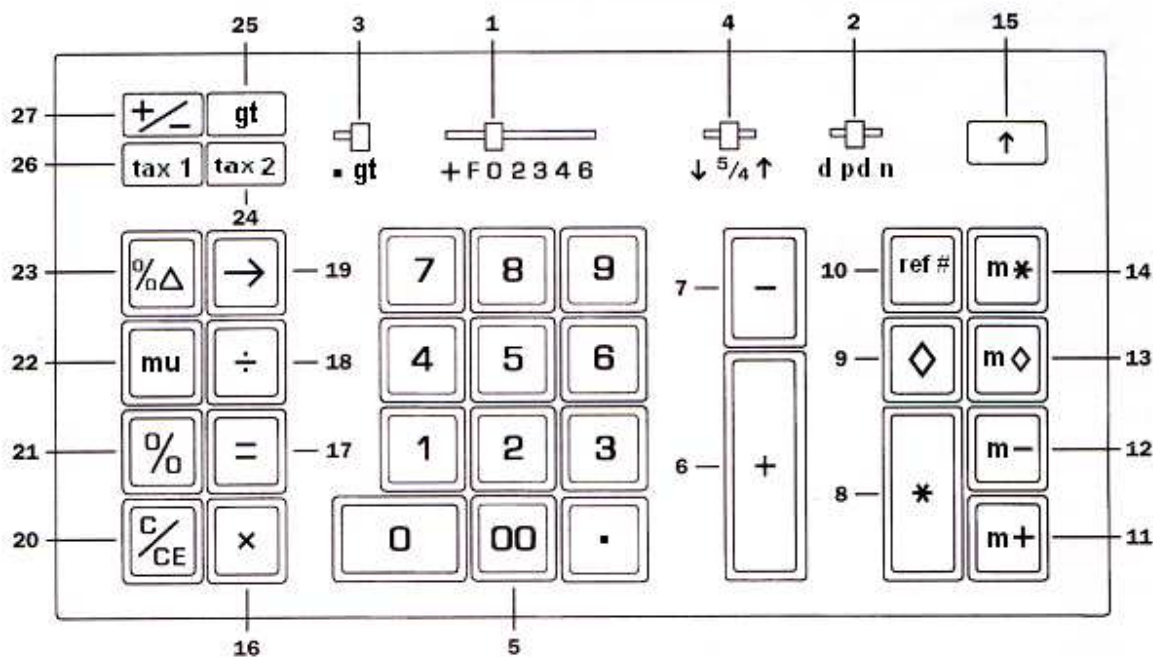 25 3 1 4 2 15
27 +/− gt
26 tax 1 tax 2
▪ gt + F 0 2 3 4 6 ↓ 5/4 ↑ d pd n ↑
24
23 %Δ → 19 7 8 9 7 − 10 ref # m* 14
22 mu ÷ 18 4 5 6 9 ◊ m◊ 13
21 % = 17 1 2 3 6 + 8 * m− 12
20 C/CE × 0 00 . m+ 11
16 5